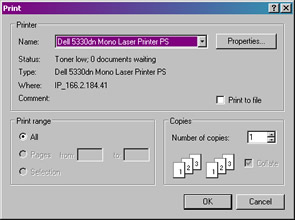 Print
Printer
Name: Dell 5330dn Mono Laser Printer PS Properties...
Status: Toner low; 0 documents waiting
Type: Dell 5330dn Mono Laser Printer PS
Where: IP_166.2.184.41
Comment: Print to file
Print range Copies
All Number of copies: 1
Pages from: to:
Selection
1 1 2 2 3 3 Collate
OK Cancel